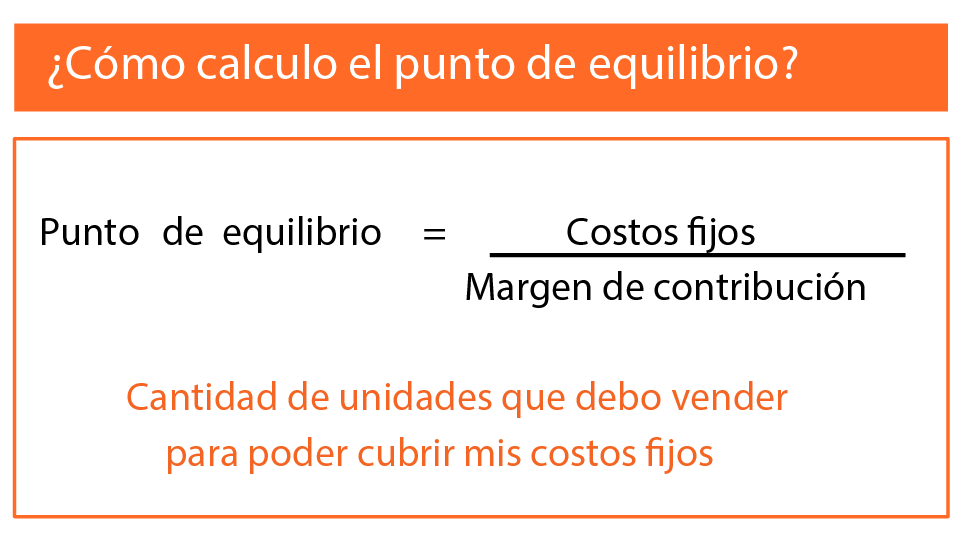 ¿Cómo calculo el punto de equilibrio?
Punto de equilibrio = Costos fijos
Margen de contribución
Cantidad de unidades que debo vender
para poder cubrir mis costos fijos